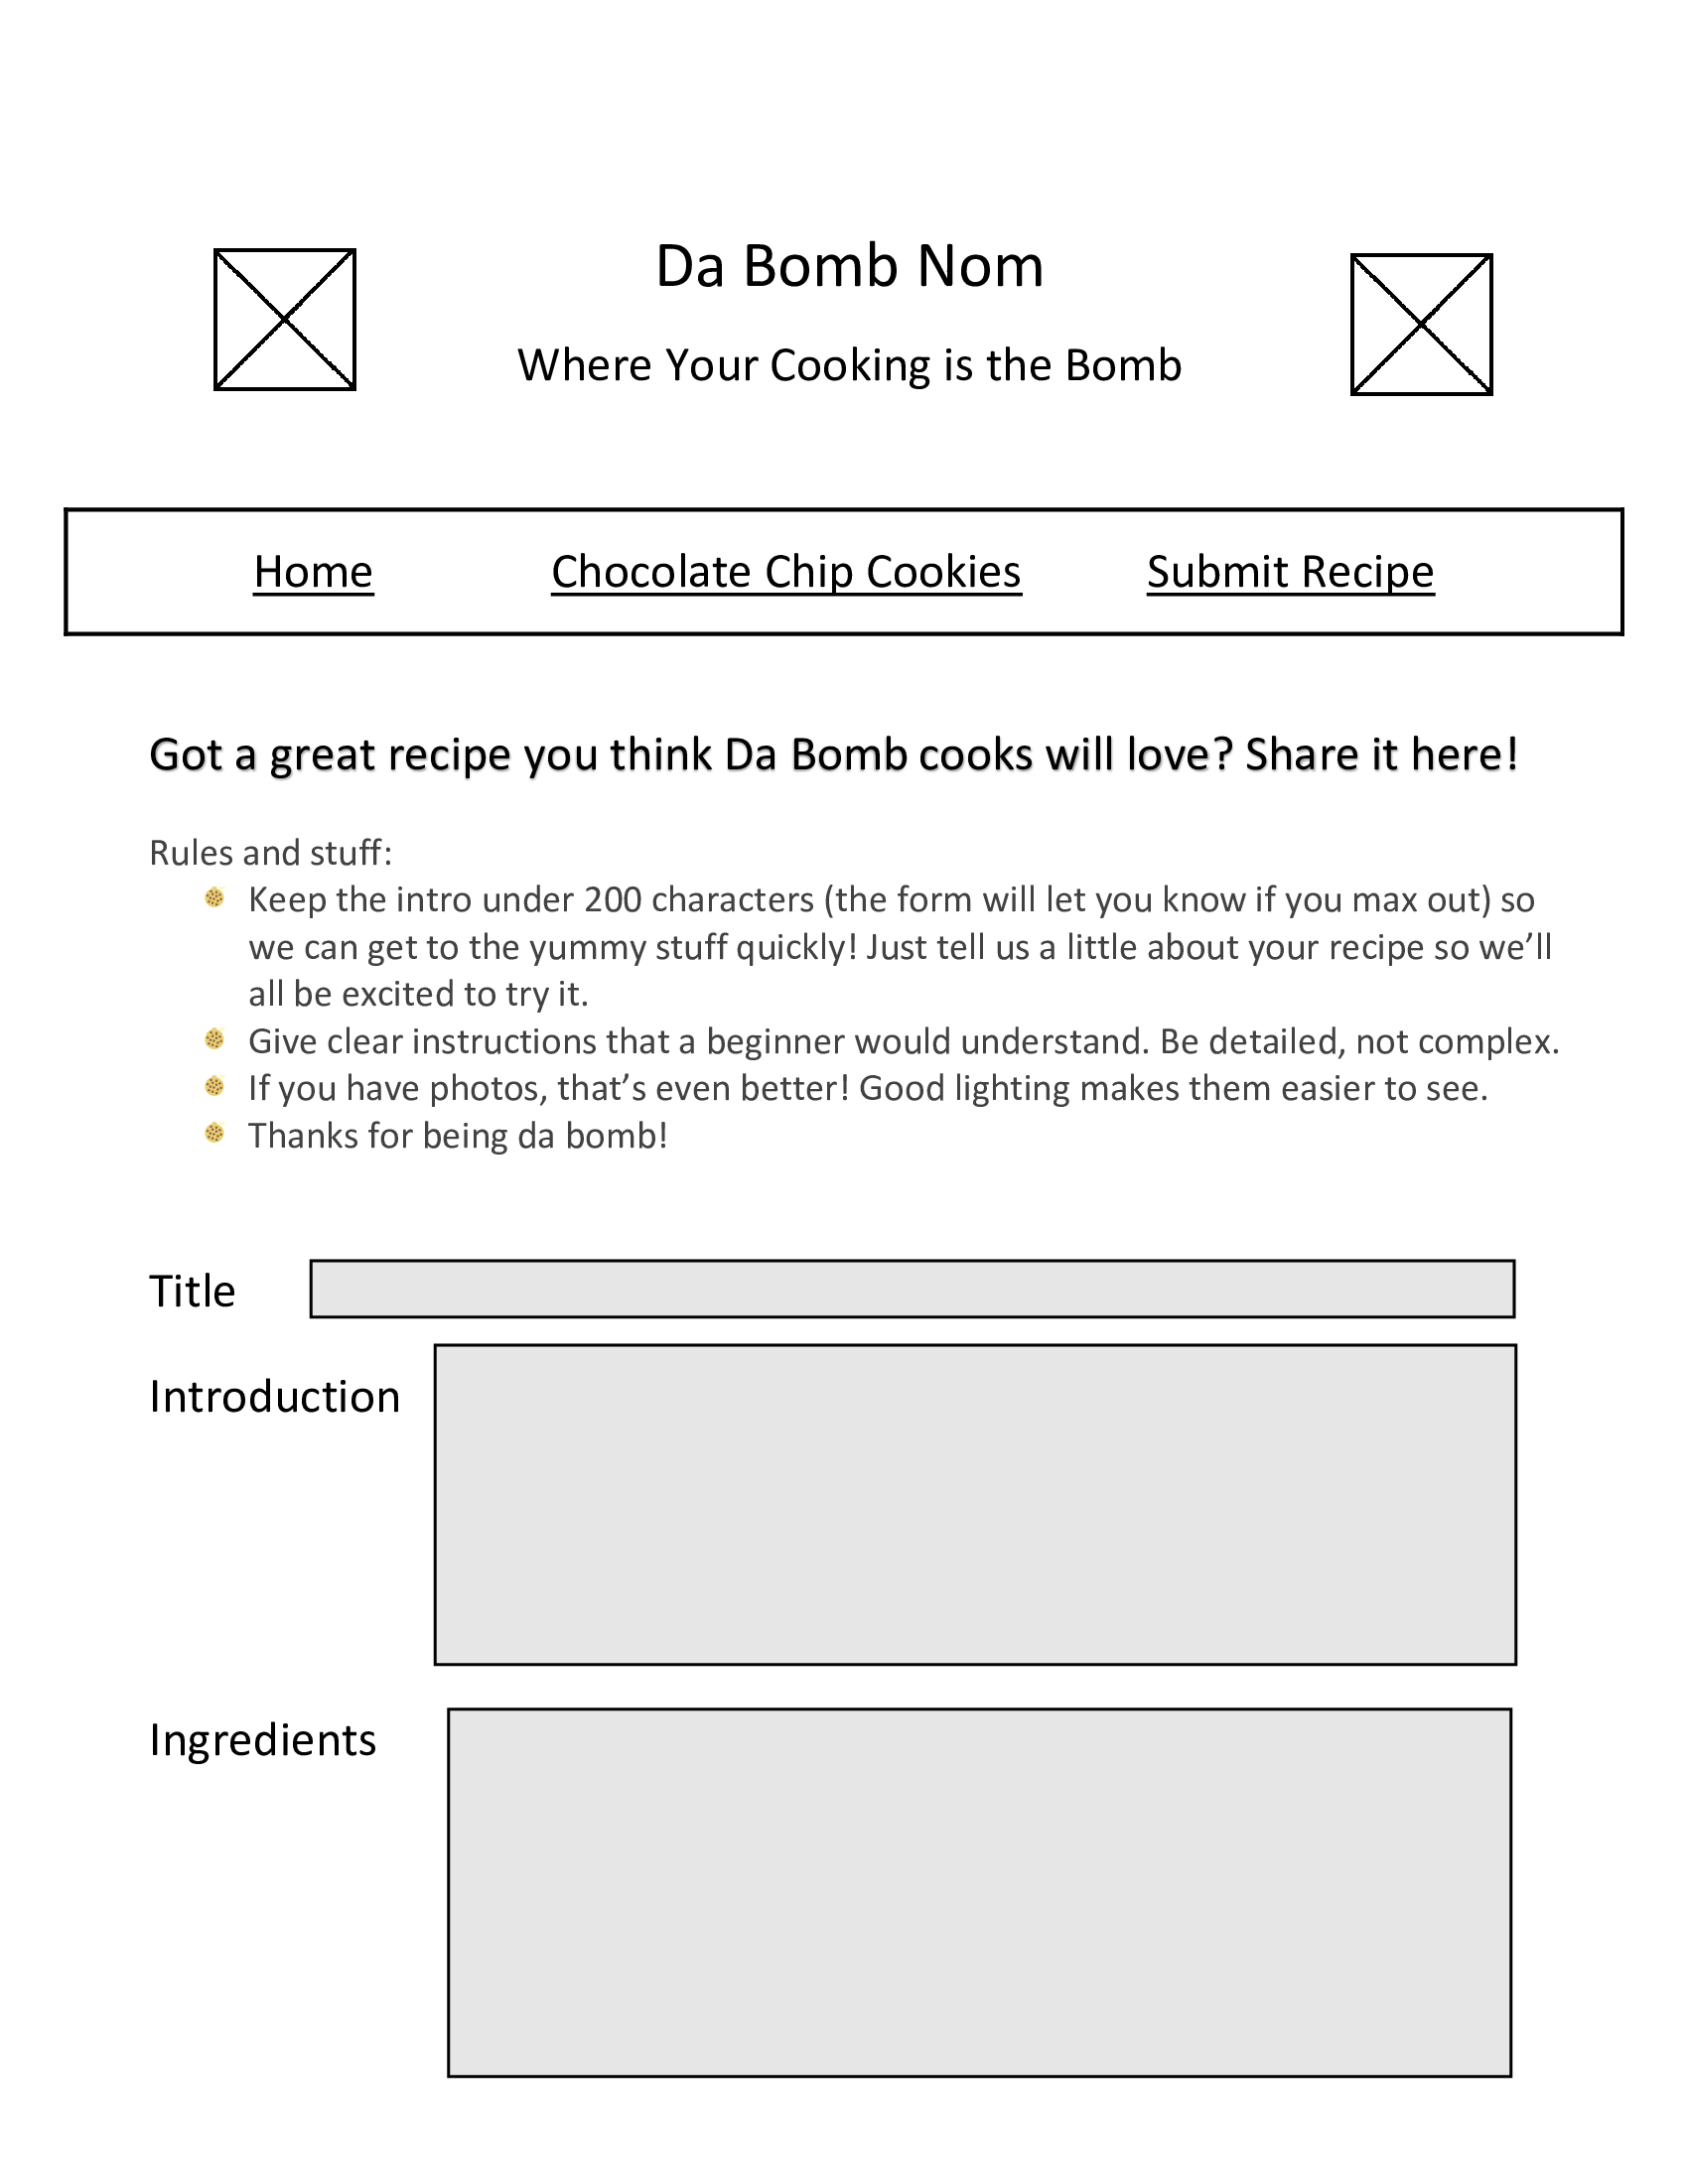 Da Bomb Nom
Where Your Cooking is the Bomb
Home Chocolate Chip Cookies Submit Recipe
Got a great recipe you think Da Bomb cooks will love? Share it here!
Rules and stuff:
Keep the intro under 200 characters (the form will let you know if you max out) so
we can get to the yummy stuff quickly! Just tell us a little about your recipe so we’ll
all be excited to try it.
Give clear instructions that a beginner would understand. Be detailed, not complex.
If you have photos, that’s even better! Good lighting makes them easier to see.
Thanks for being da bomb!
Title
Introduction
Ingredients